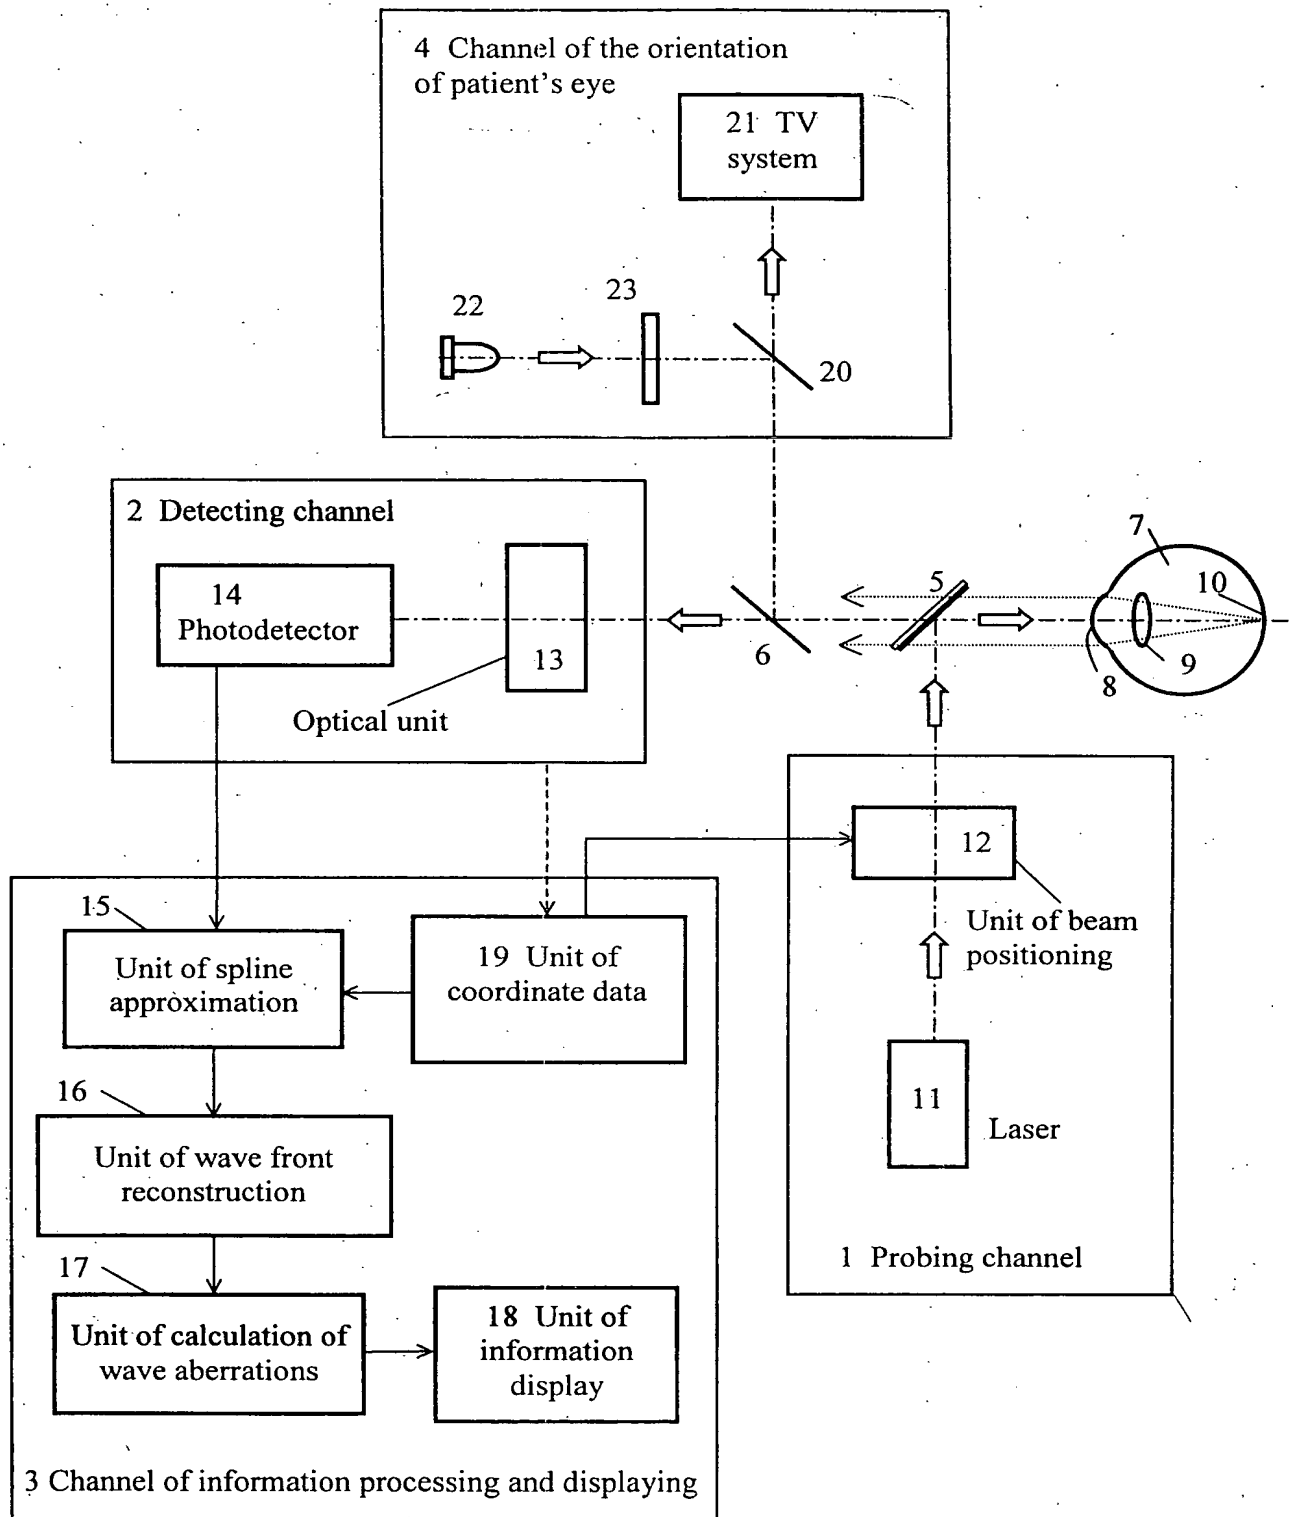 4 Channel of the orientation
of patient's eye
21 TV
system
22
23
20
2 Detecting channel
14
Photodetector
13
Optical unit
6
5
7
10
8
9
12
Unit of beam
positioning
11
Laser
1 Probing channel
15
Unit of spline
approximation
19 Unit of
coordinate data
16
Unit of wave front
reconstruction
17
Unit of calculation of
wave aberrations
18 Unit of
information
display
3 Channel of information processing and displaying